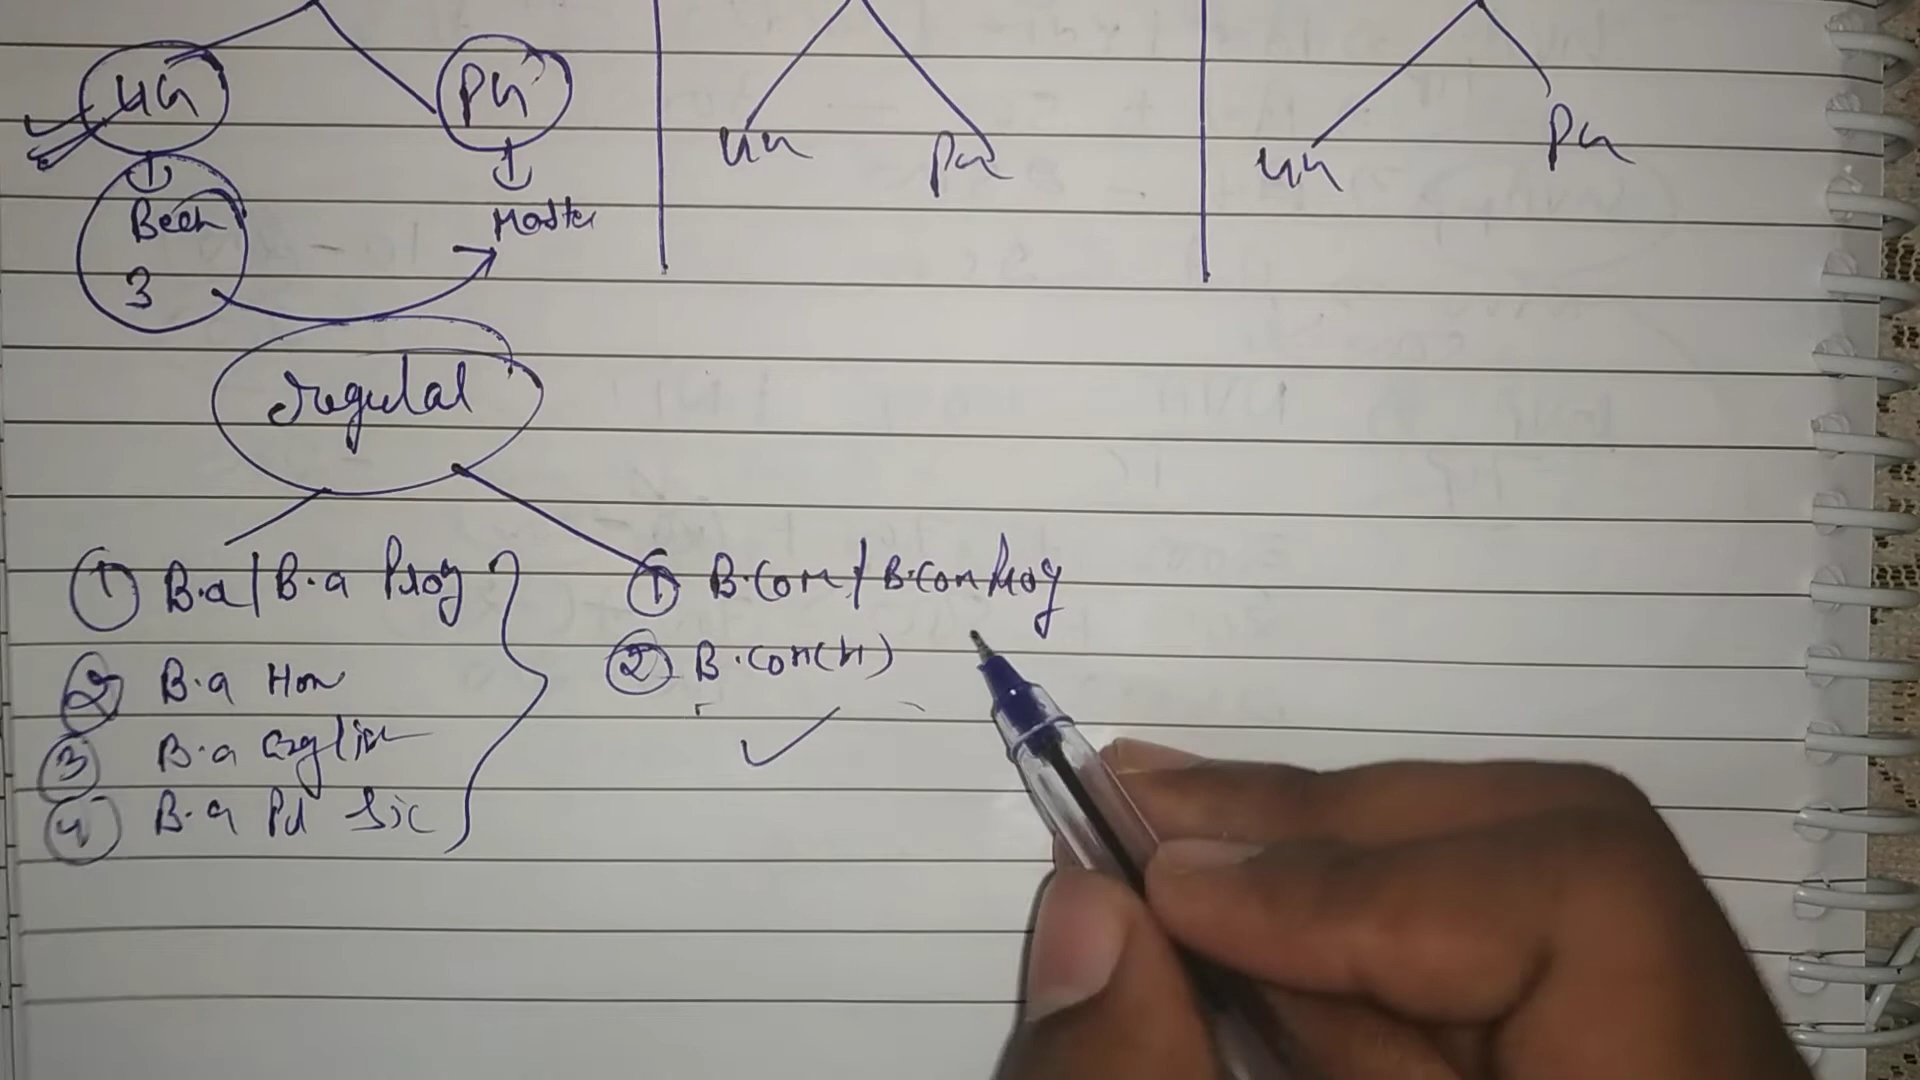 UG PG UG PG UG PG
Bech Master
3
regular
① B.a / B.a Prog
② B.a Hon
③ B.a English
④ B.a Pol Sic
① B.Com / B.Com Prog
② B.Com(H)